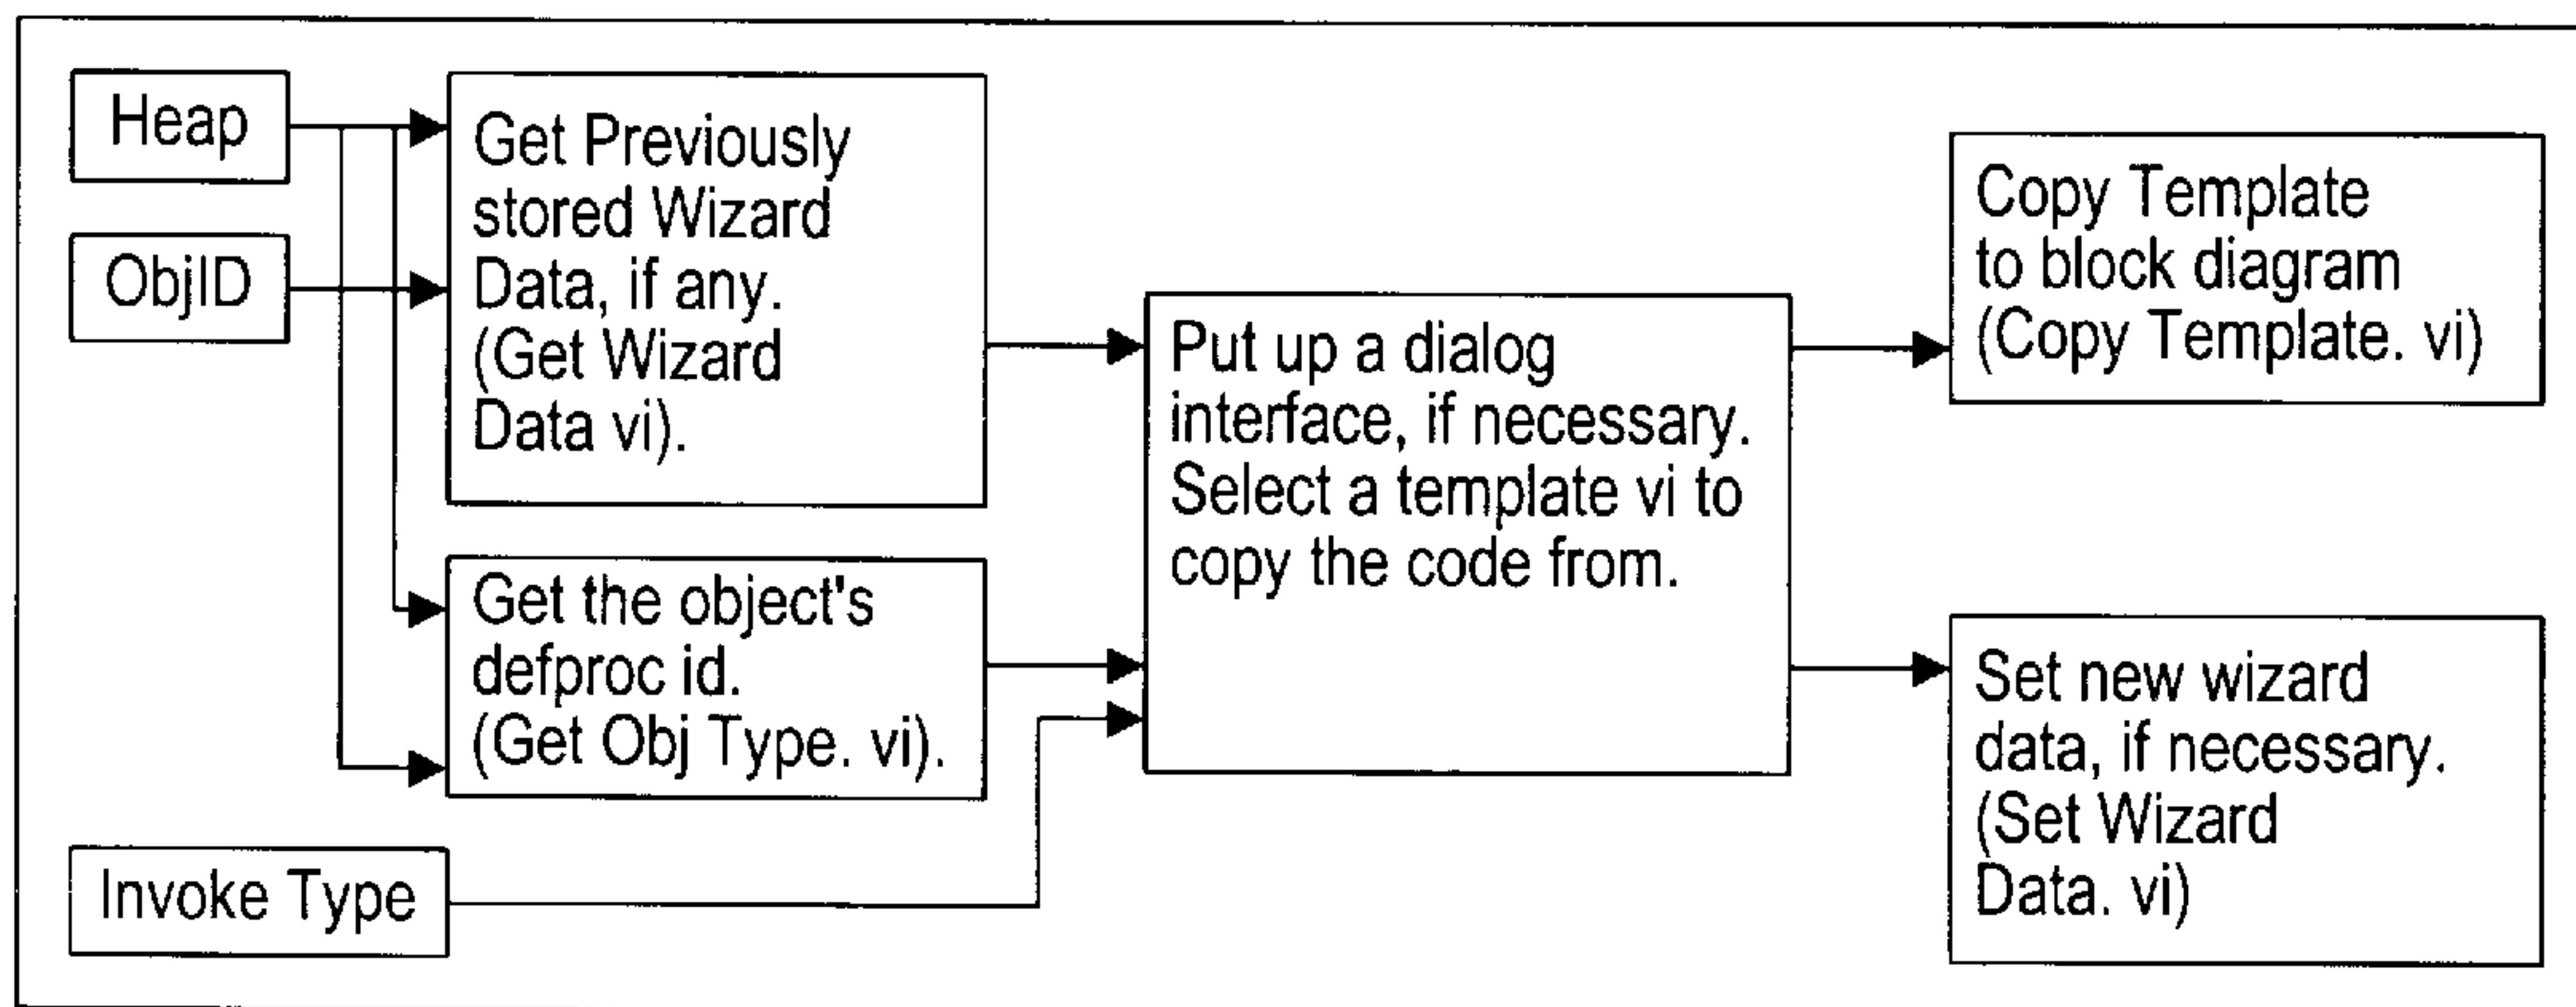 Heap
ObjID
Get Previously
stored Wizard
Data, if any.
(Get Wizard
Data vi).
Get the object's
defproc id.
(Get Obj Type. vi).
Invoke Type
Put up a dialog
interface, if necessary.
Select a template vi to
copy the code from.
Copy Template
to block diagram
(Copy Template. vi)
Set new wizard
data, if necessary.
(Set Wizard
Data. vi)